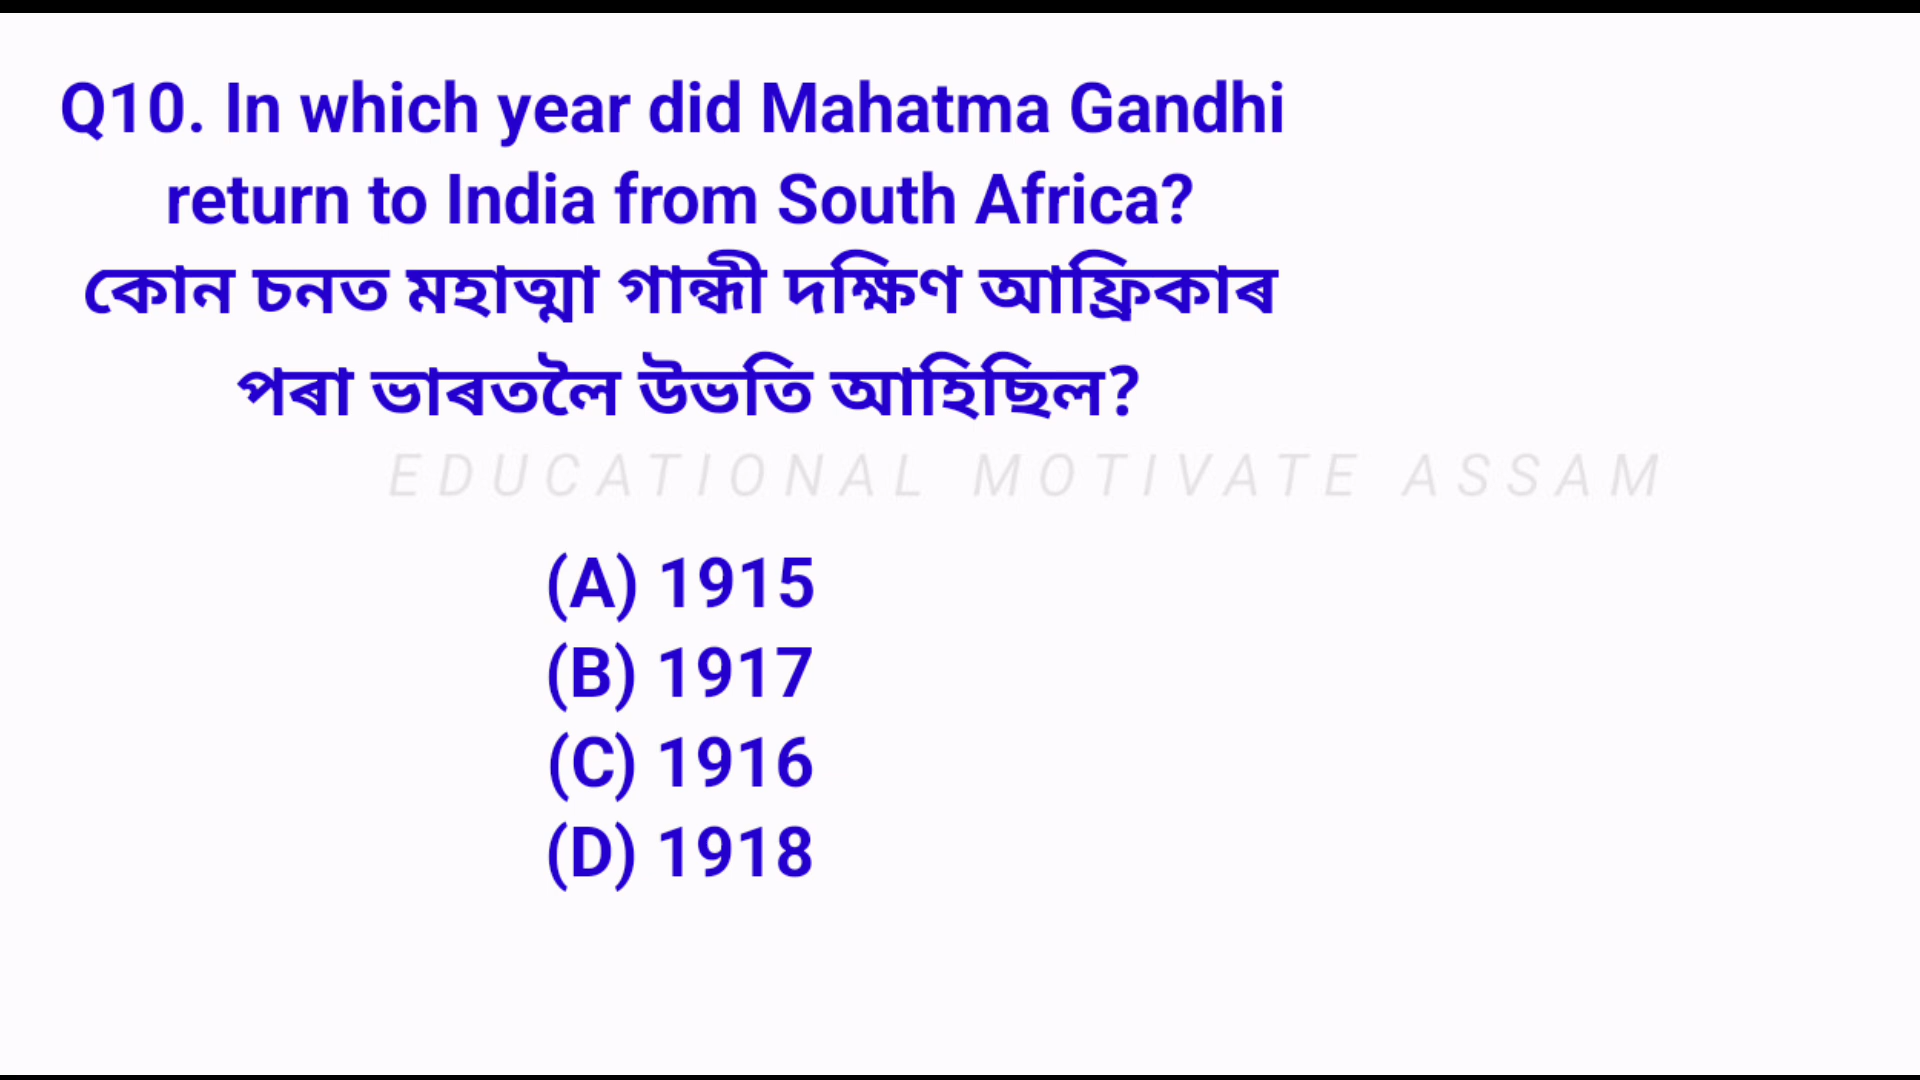 Q10. In which year did Mahatma Gandhi
return to India from South Africa?
কোন চনত মহাত্মা গান্ধী দক্ষিণ আফ্ৰিকাৰ
পৰা ভাৰতলৈ উভতি আহিছিল?
EDUCATIONAL MOTIVATE ASSAM
(A) 1915
(B) 1917
(C) 1916
(D) 1918